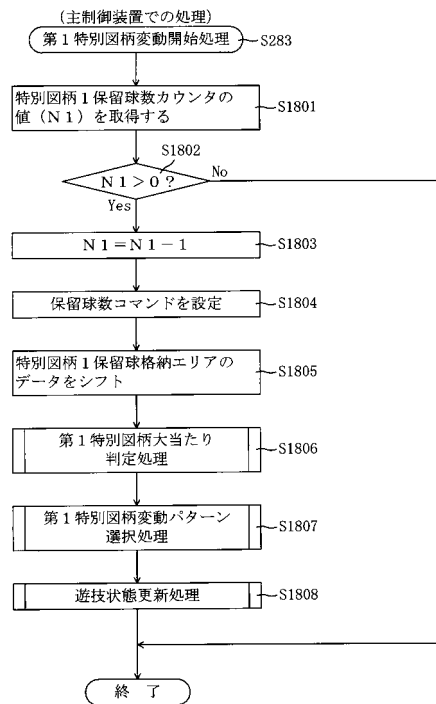 (主制御装置での処理)
第1特別図柄変動開始処理
S283
特別図柄1保留球数カウンタの
値(N1)を取得する
S1801
S1802
N1>0?
No
Yes
N1=N1-1
S1803
保留球数コマンドを設定
S1804
特別図柄1保留球格納エリアの
データをシフト
S1805
第1特別図柄大当たり
判定処理
S1806
第1特別図柄変動パターン
選択処理
S1807
遊技状態更新処理
S1808
終 了